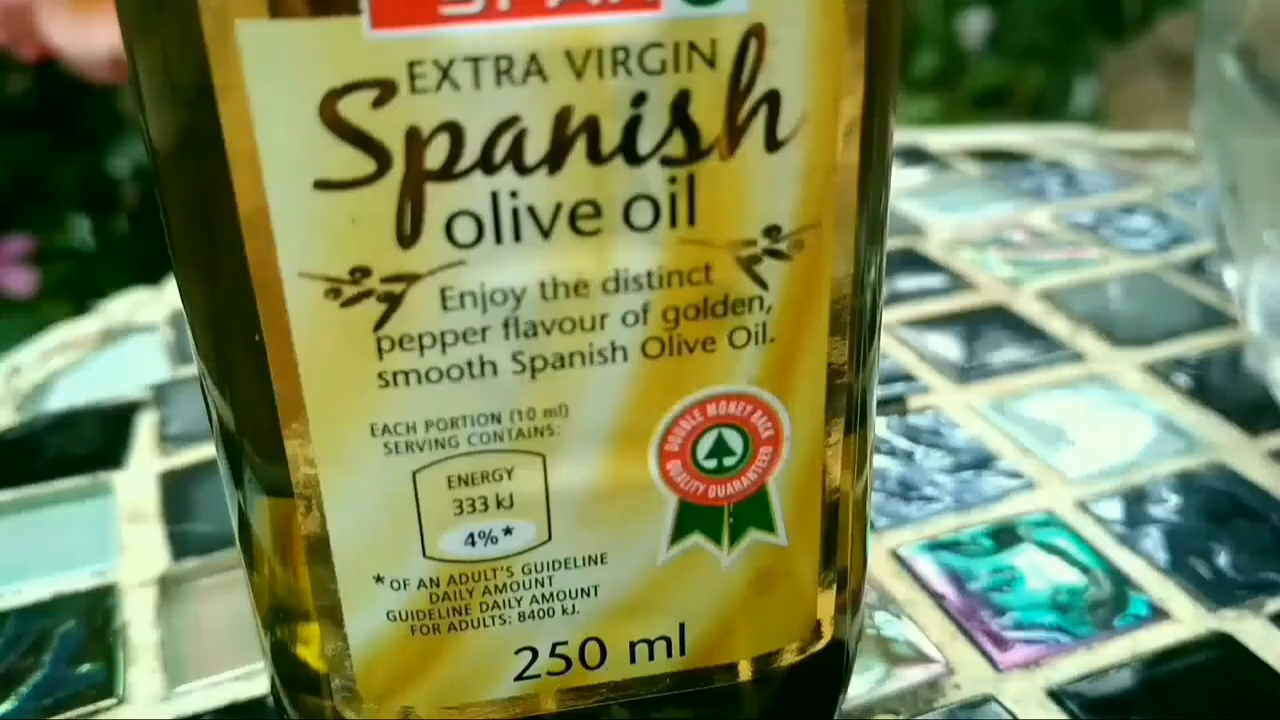 SPAR
EXTRA VIRGIN
Spanish
olive oil
Enjoy the distinct
pepper flavour of golden,
smooth Spanish Olive Oil.
EACH PORTION (10 ml)
SERVING CONTAINS:
ENERGY
333 kJ
4%*
*OF AN ADULT'S GUIDELINE
DAILY AMOUNT
GUIDELINE DAILY AMOUNT
FOR ADULTS: 8400 kJ.
DOUBLE MONEY BACK
QUALITY GUARANTEED
250 ml